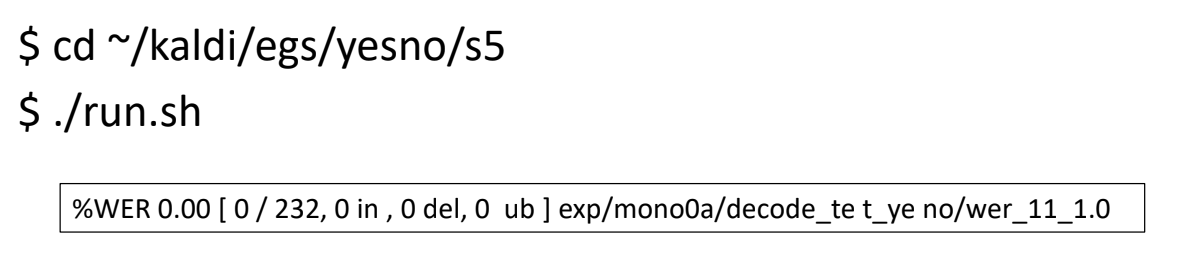 $ cd ~/kaldi/egs/yesno/s5
$ ./run.sh
%WER 0.00 [ 0 / 232, 0 in , 0 del, 0  ub ] exp/mono0a/decode_te t_ye no/wer_11_1.0